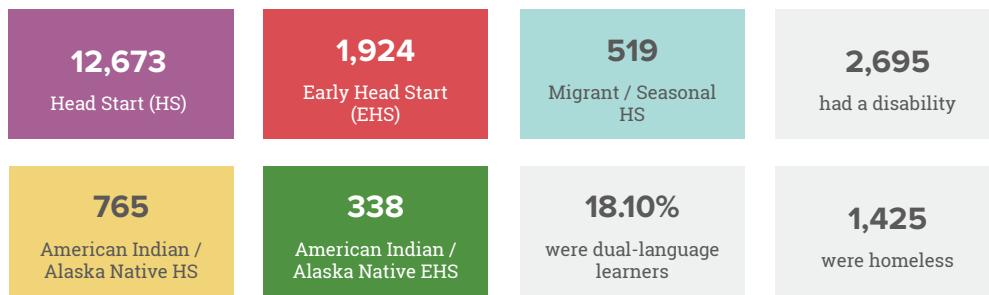 12,673
Head Start (HS)
1,924
Early Head Start
(EHS)
519
Migrant / Seasonal
HS
2,695
had a disability
765
American Indian /
Alaska Native HS
338
American Indian /
Alaska Native EHS
18.10%
were dual-language
learners
1,425
were homeless